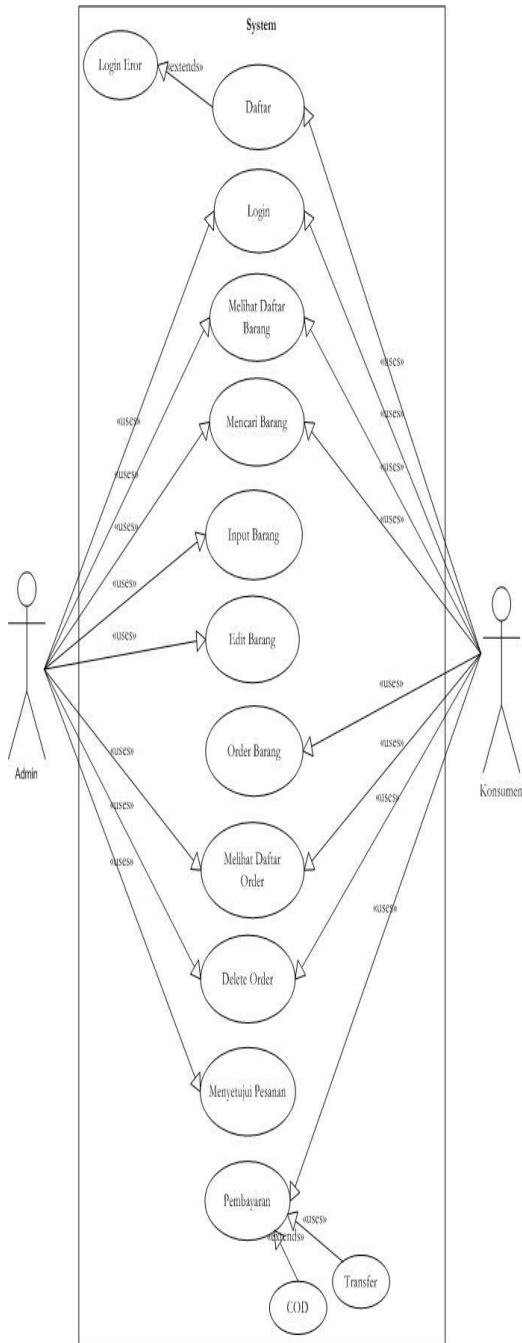 System
Login Eror
«extends»
Daftar
Login
Melihat Daftar
Barang
«uses»
«uses»
Mencari Barang
«uses»
«uses»
«uses»
«uses»
«uses»
Input Barang
«uses»
«uses»
Edit Barang
«uses»
Order Barang
Admin
Konsumen
«uses»
«uses»
«uses»
«uses»
Melihat Daftar
Order
«uses»
«uses»
Delete Order
Menyetujui Pesanan
Pembayaran
«uses»
«extends»
Transfer
COD